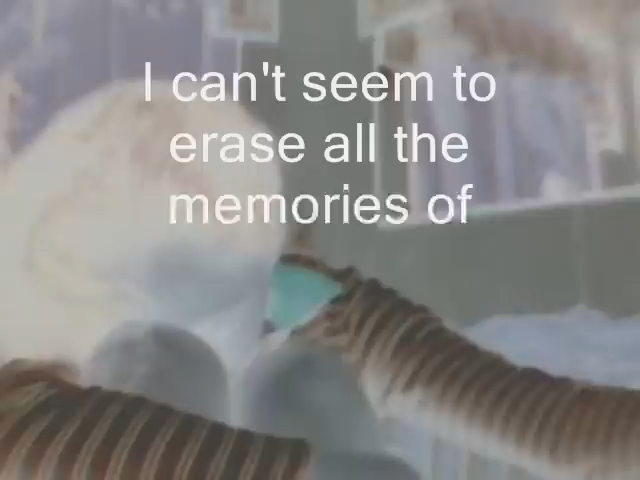 I can't seem to
erase all the
memories of